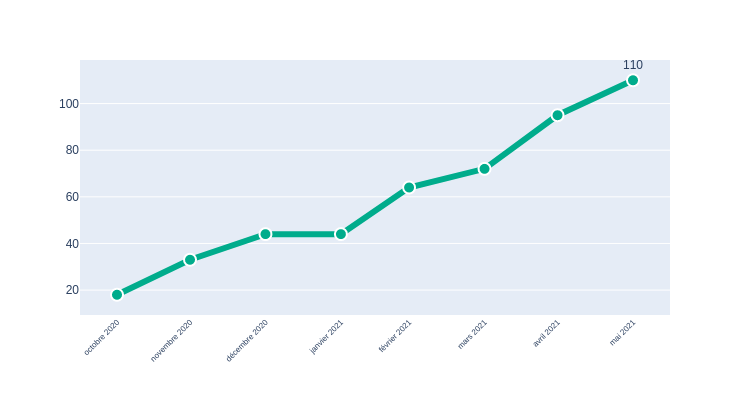 110
100
80
60
40
20
octobre 2020
novembre 2020
décembre 2020
janvier 2021
février 2021
mars 2021
avril 2021
mai 2021